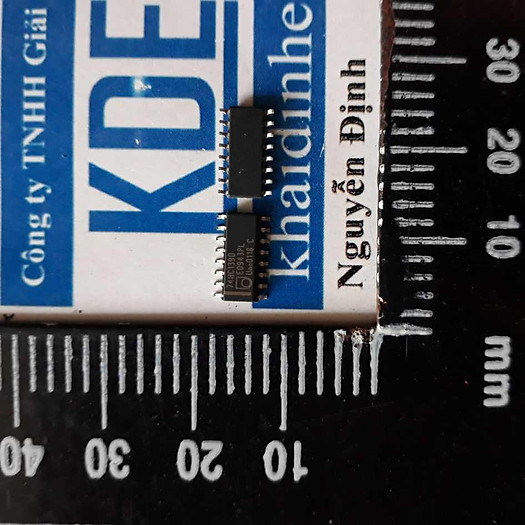 Công ty TNHH Giải
KDE
khaidinhe
Nguyễn Định
74HC139D
30
20
10
mm
10
20
30
40